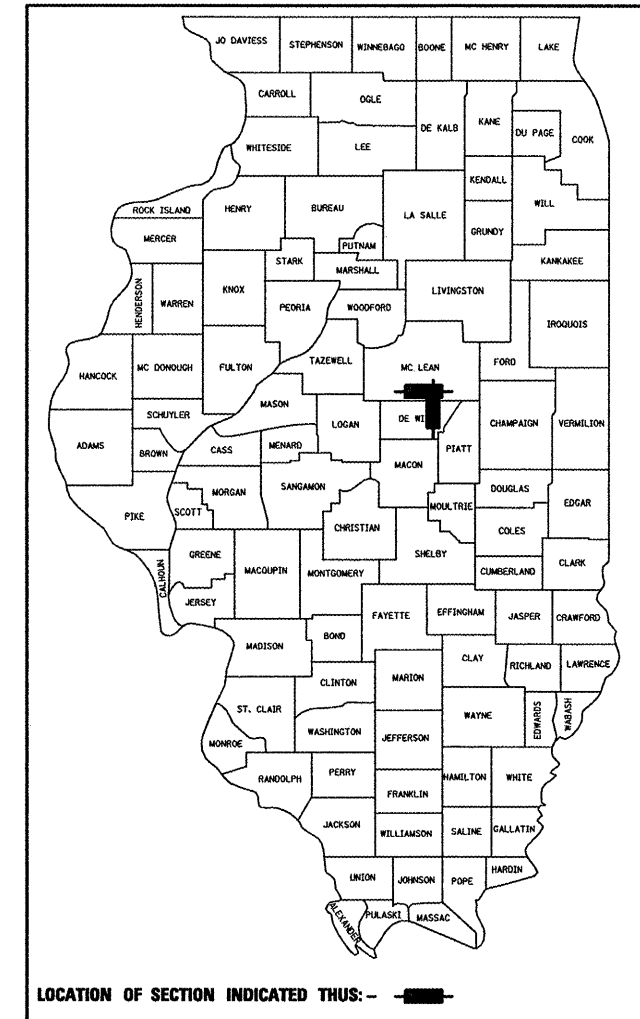 JO DAVIESS STEPHENSON WINNEBAGO BOONE MC HENRY LAKE
CARROLL OGLE DE KALB KANE DU PAGE COOK
WHITESIDE LEE
KENDALL WILL
ROCK ISLAND HENRY BUREAU LA SALLE GRUNDY
MERCER PUTNAM KANKAKEE
STARK MARSHALL
HENDERSON WARREN KNOX PEORIA WOODFORD LIVINGSTON IROQUOIS
HANCOCK MC DONOUGH FULTON TAZEWELL MC LEAN FORD
SCHUYLER MASON LOGAN DE WI CHAMPAIGN VERMILION
ADAMS BROWN CASS MENARD MACON PIATT
PIKE SCOTT MORGAN SANGAMON MOULTRIE DOUGLAS EDGAR
CHRISTIAN COLES
GREENE MACOUPIN MONTGOMERY SHELBY CUMBERLAND CLARK
CALHOUN JERSEY FAYETTE EFFINGHAM JASPER CRAWFORD
MADISON BOND
CLAY RICHLAND LAWRENCE
CLINTON MARION
ST. CLAIR WAYNE EDWARDS WABASH
MONROE WASHINGTON JEFFERSON
RANDOLPH PERRY HAMILTON WHITE
FRANKLIN
JACKSON WILLIAMSON SALINE GALLATIN
UNION JOHNSON POPE HARDIN
ALEXANDER PULASKI MASSAC
LOCATION OF SECTION INDICATED THUS: -